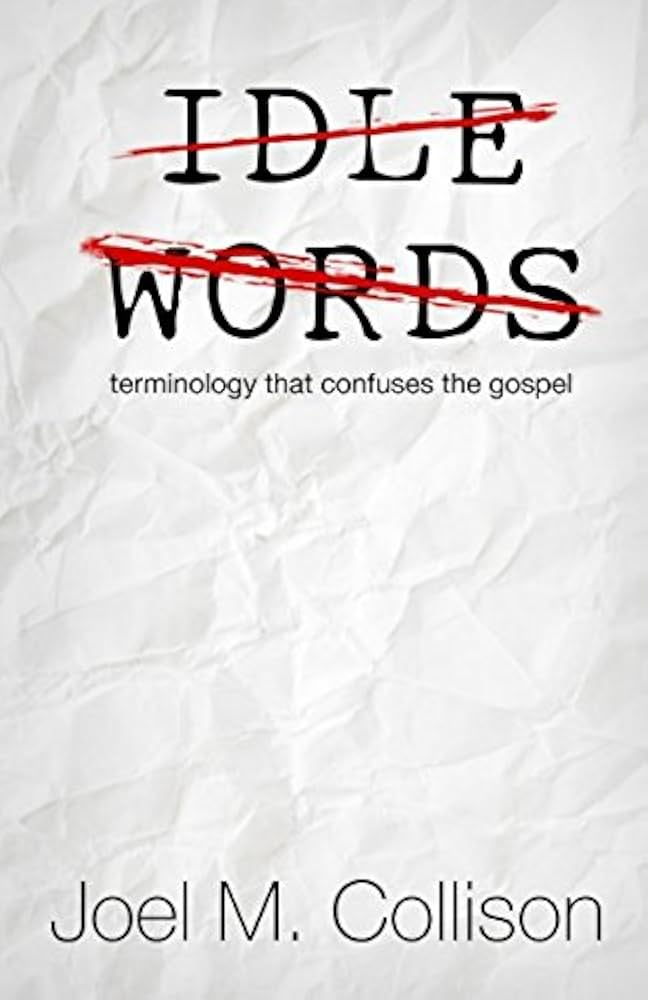 IDLE
WORDS
terminology that confuses the gospel
Joel M. Collison